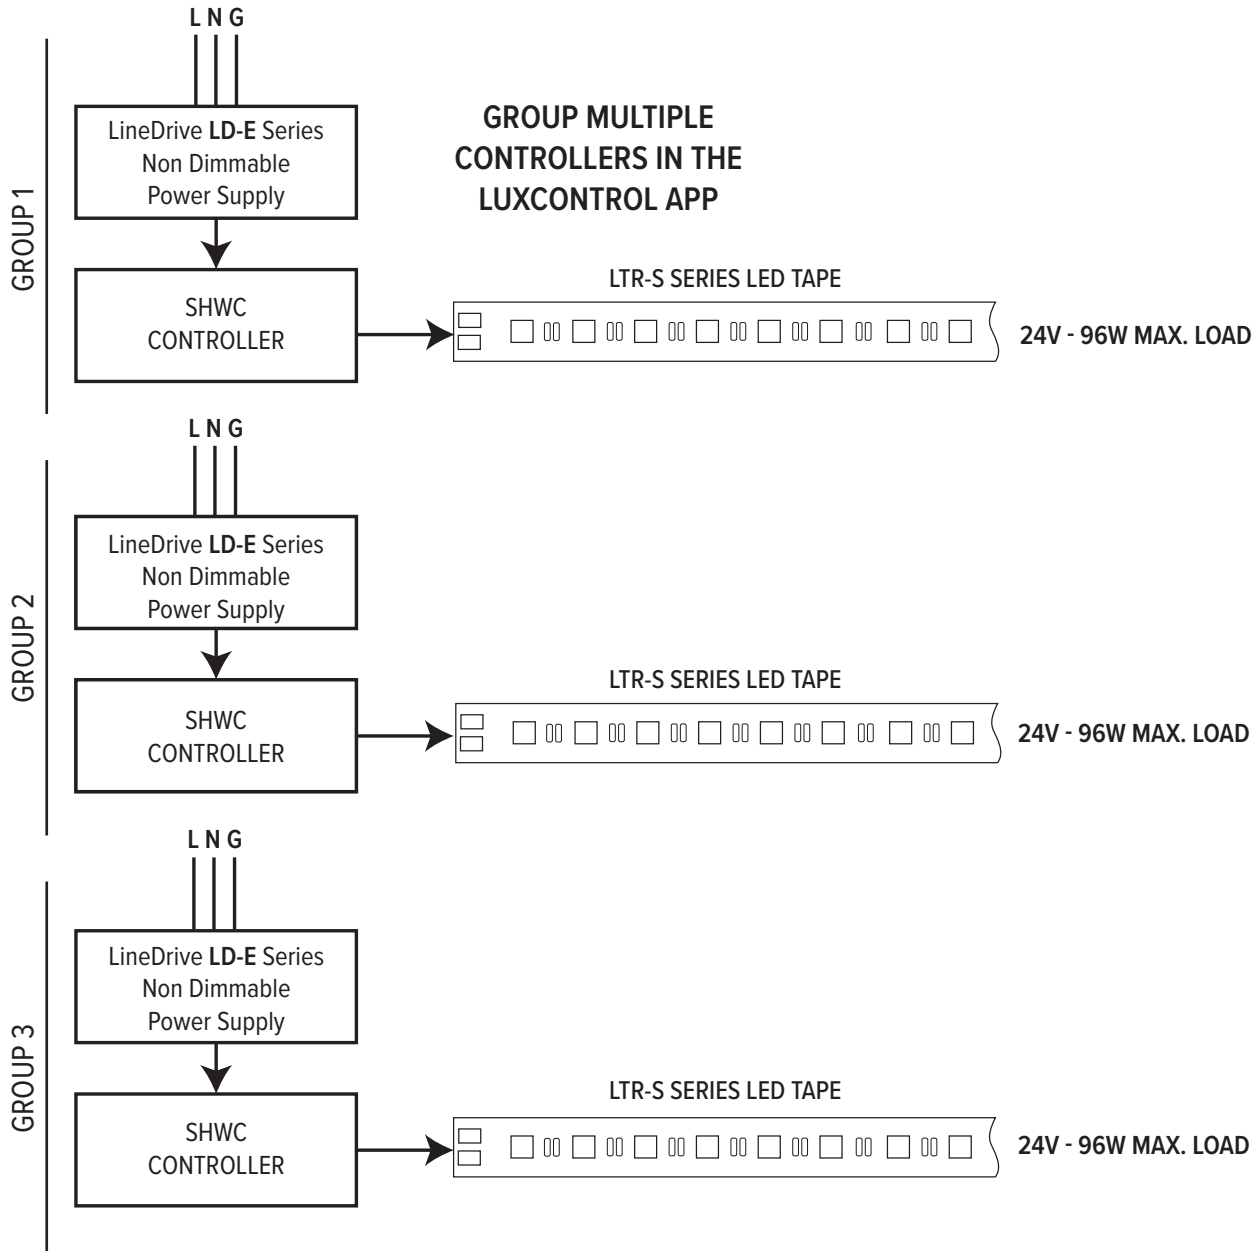 L N G
LineDrive LD-E Series
Non Dimmable
Power Supply
GROUP MULTIPLE
CONTROLLERS IN THE
LUXCONTROL APP
GROUP 1
SHWC
CONTROLLER
LTR-S SERIES LED TAPE
24V - 96W MAX. LOAD
L N G
LineDrive LD-E Series
Non Dimmable
Power Supply
GROUP 2
SHWC
CONTROLLER
LTR-S SERIES LED TAPE
24V - 96W MAX. LOAD
L N G
LineDrive LD-E Series
Non Dimmable
Power Supply
GROUP 3
SHWC
CONTROLLER
LTR-S SERIES LED TAPE
24V - 96W MAX. LOAD